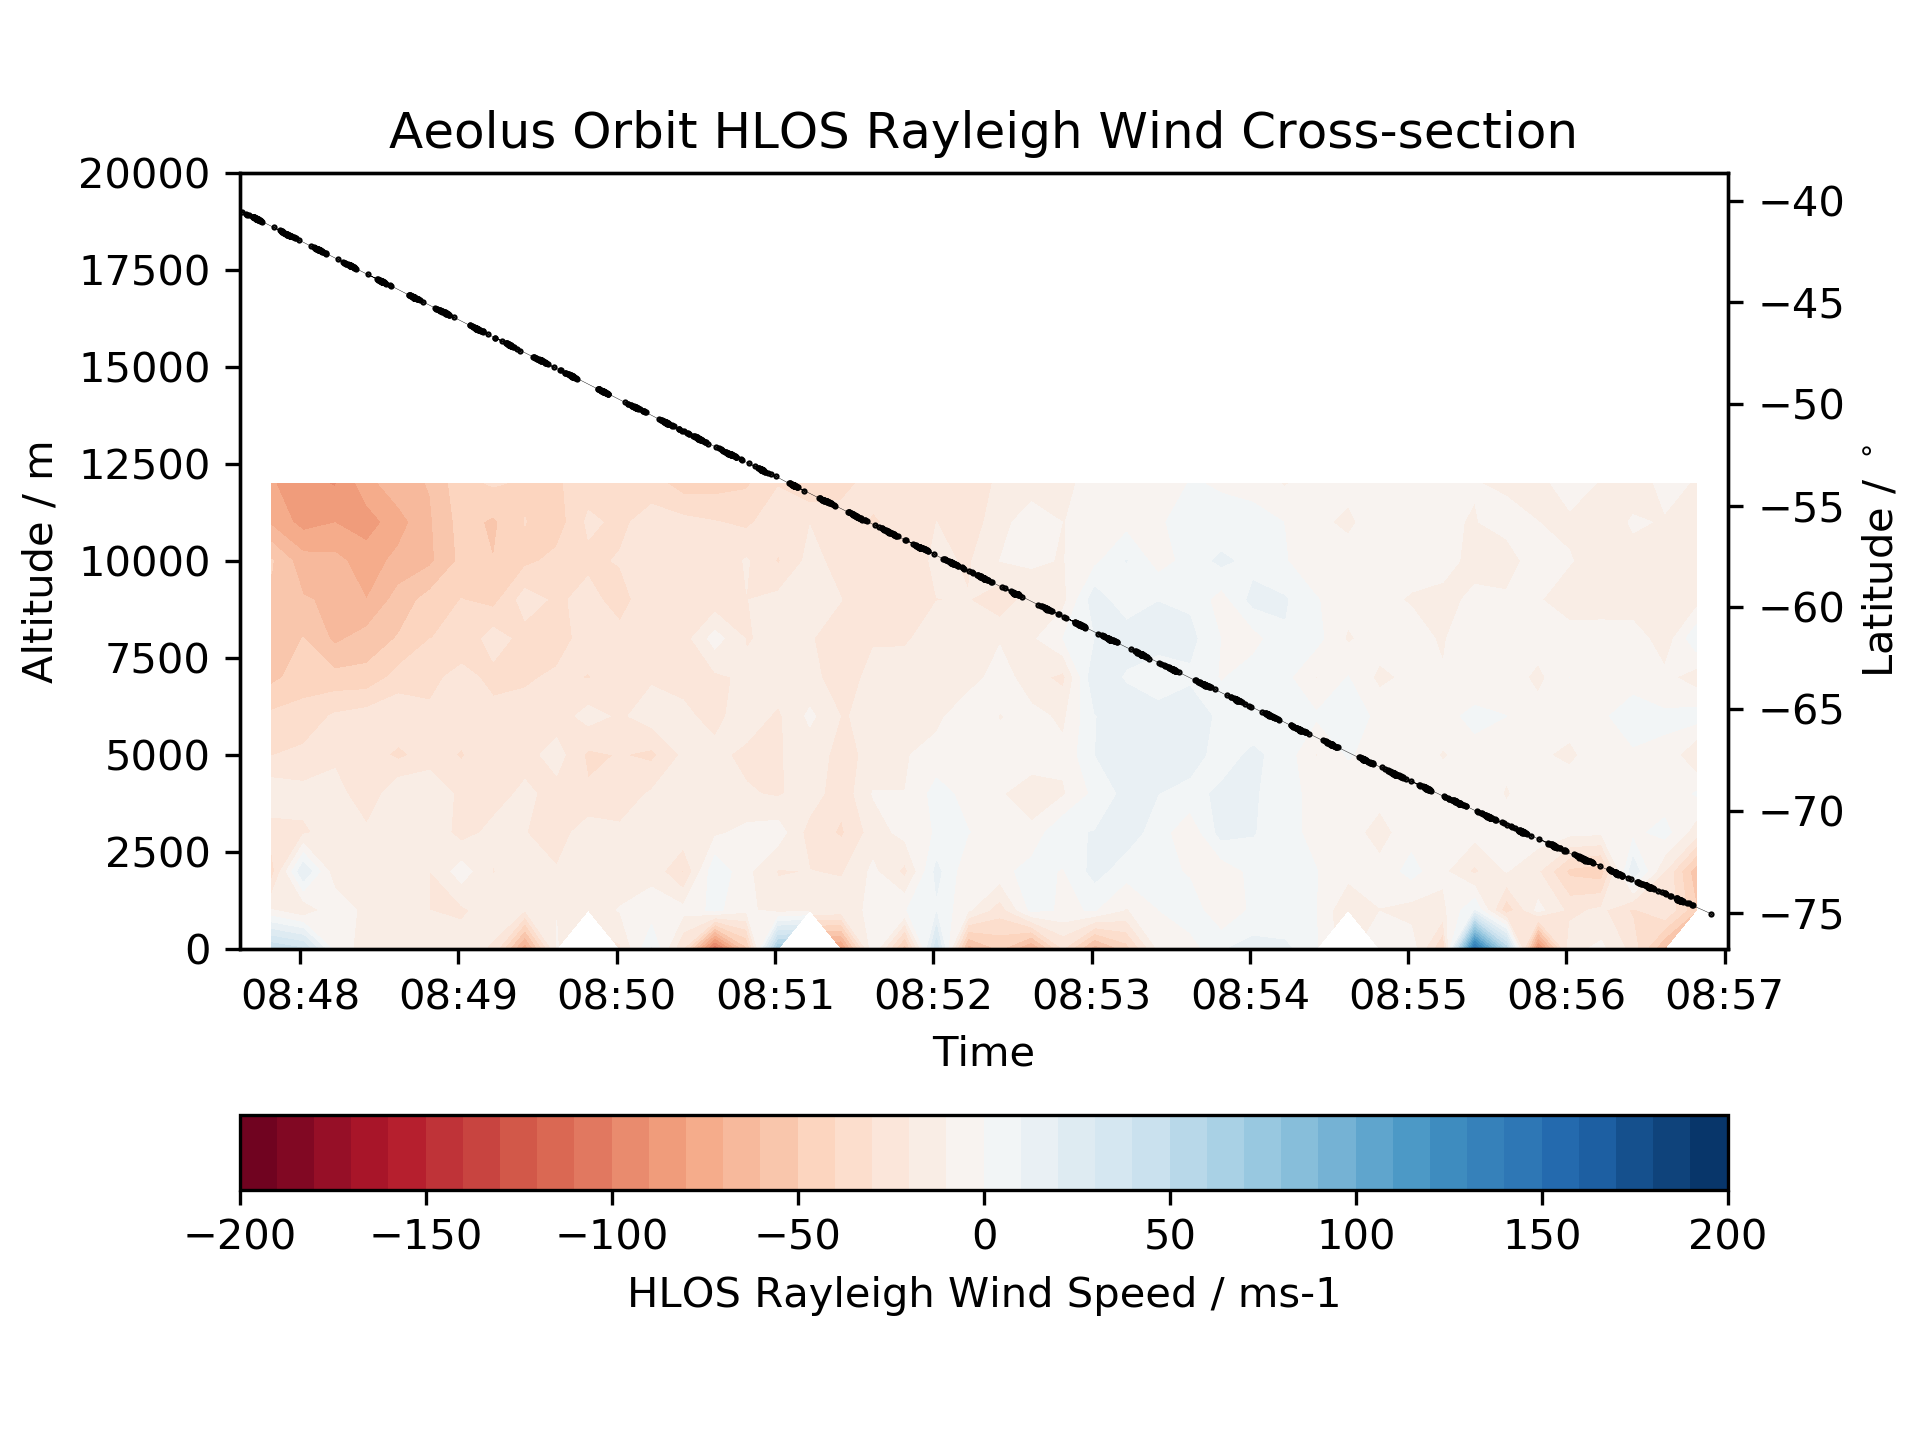 Aeolus Orbit HLOS Rayleigh Wind Cross-section
20000
17500
15000
12500
10000
7500
5000
2500
0
Altitude / m
−40
−45
−50
−55
−60
−65
−70
−75
Latitude / °
08:48 08:49 08:50 08:51 08:52 08:53 08:54 08:55 08:56 08:57
Time
−200 −150 −100 −50 0 50 100 150 200
HLOS Rayleigh Wind Speed / ms-1